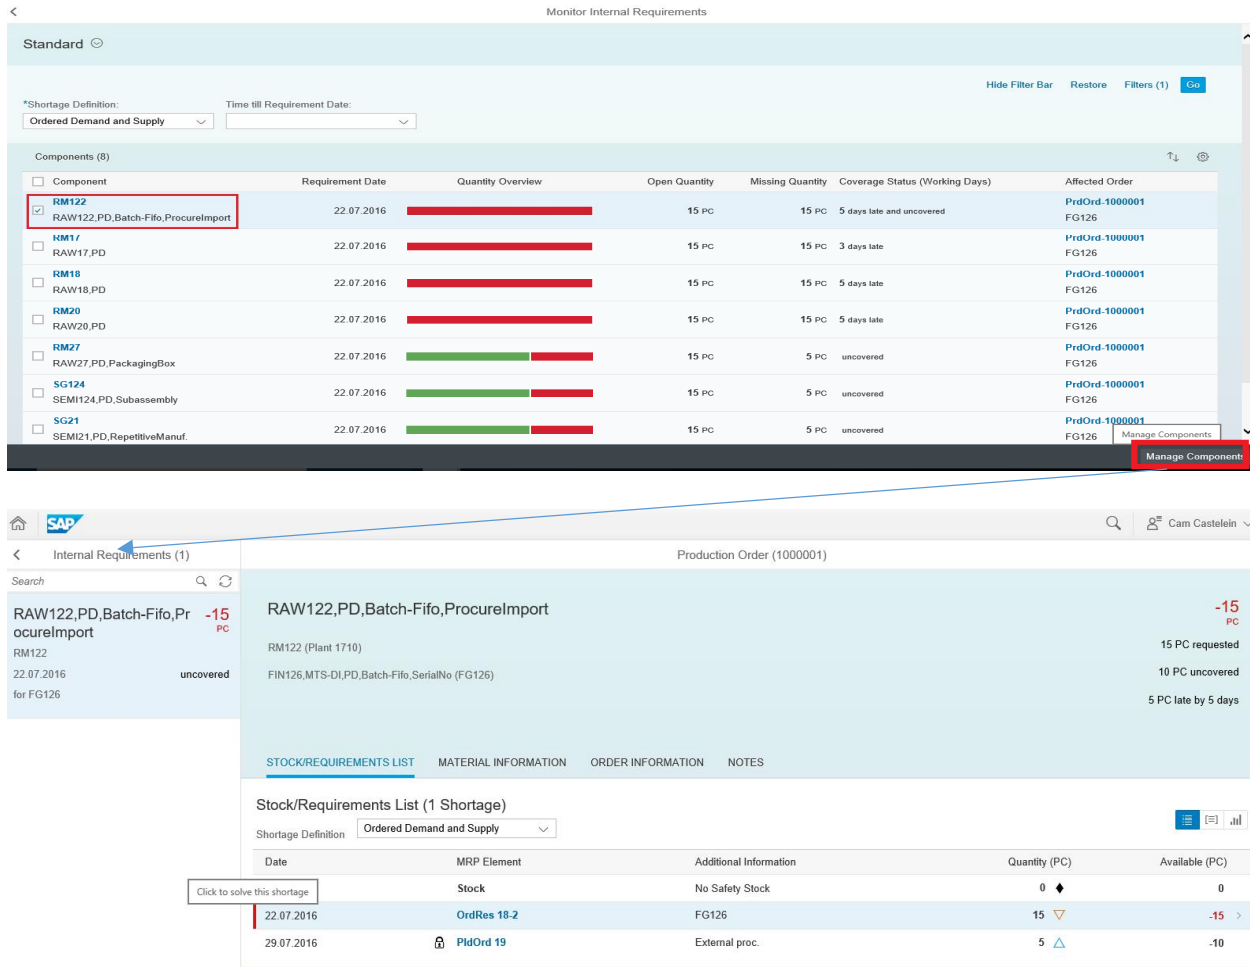 Monitor Internal Requirements
Standard
Hide Filter Bar Restore Filters (1) Go
*Shortage Definition: Time till Requirement Date:
Ordered Demand and Supply
Components (8)
Component Requirement Date Quantity Overview Open Quantity Missing Quantity Coverage Status (Working Days) Affected Order
RM122 PrdOrd-1000001
RAW122,PD,Batch-Fifo,ProcureImport 22.07.2016 15 PC 15 PC 5 days late and uncovered FG126
RM17 PrdOrd-1000001
RAW17,PD 22.07.2016 15 PC 15 PC 3 days late FG126
RM18 PrdOrd-1000001
RAW18,PD 22.07.2016 15 PC 15 PC 5 days late FG126
RM20 PrdOrd-1000001
RAW20,PD 22.07.2016 15 PC 15 PC 5 days late FG126
RM27 PrdOrd-1000001
RAW27,PD,PackagingBox 22.07.2016 15 PC 5 PC uncovered FG126
SG124 PrdOrd-1000001
SEMI124,PD,Subassembly 22.07.2016 15 PC 5 PC uncovered FG126
SG21 PrdOrd-1000001
SEMI21,PD,RepetitiveManuf. 22.07.2016 15 PC 5 PC uncovered FG126
Manage Components
Manage Components
SAP Cam Castelein
Internal Requirements (1) Production Order (1000001)
Search
RAW122,PD,Batch-Fifo,Pr -15
ocureImport PC
RM122
22.07.2016 uncovered
for FG126
RAW122,PD,Batch-Fifo,ProcureImport -15
PC
RM122 (Plant 1710) 15 PC requested
FIN126,MTS-DI,PD,Batch-Fifo,SerialNo (FG126) 10 PC uncovered
5 PC late by 5 days
STOCK/REQUIREMENTS LIST MATERIAL INFORMATION ORDER INFORMATION NOTES
Stock/Requirements List (1 Shortage)
Shortage Definition Ordered Demand and Supply
Date MRP Element Additional Information Quantity (PC) Available (PC)
Click to solve this shortage Stock No Safety Stock 0 0
22.07.2016 OrdRes 18-2 FG126 15 -15
29.07.2016 PldOrd 19 External proc. 5 -10